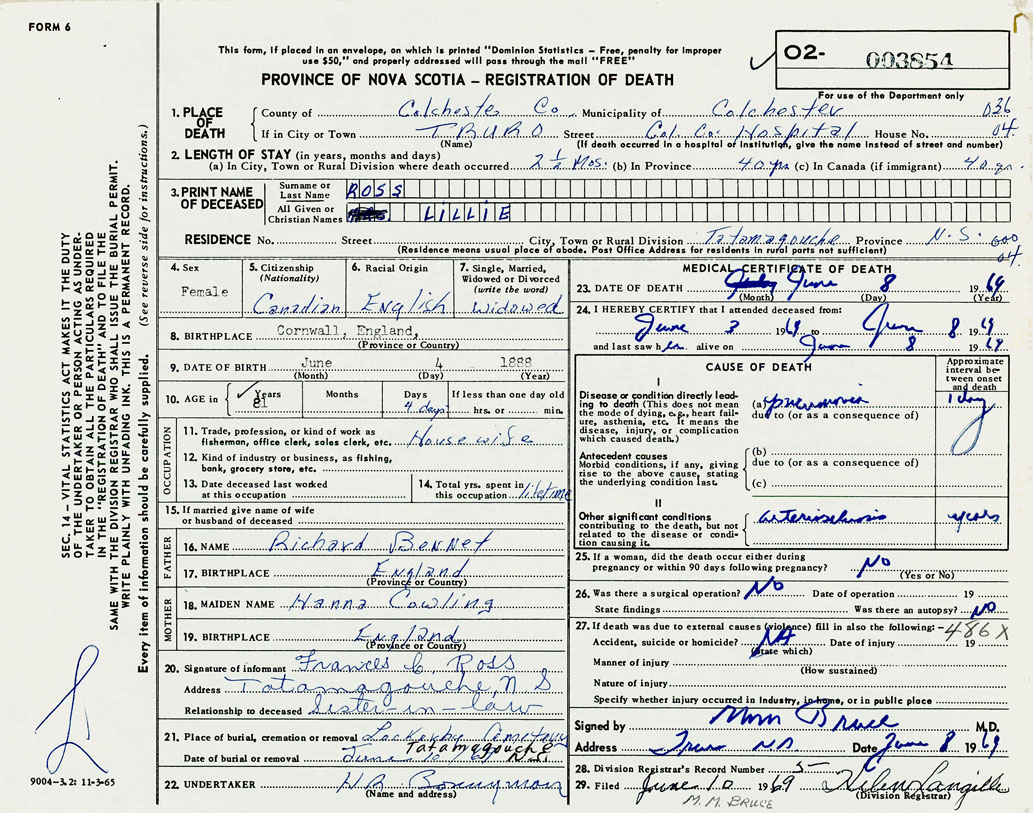 FORM 6
This form, if placed in an envelope, on which is printed "Dominion Statistics – Free, penalty for improper
use $50," and properly addressed will pass through the mail "FREE"
PROVINCE OF NOVA SCOTIA – REGISTRATION OF DEATH
02- 003854
For use of the Department only
SEC. 14 – VITAL STATISTICS ACT MAKES IT THE DUTY
OF THE UNDERTAKER OR PERSON ACTING AS UNDER-
TAKER TO OBTAIN ALL THE PARTICULARS REQUIRED
IN THE "REGISTRATION OF DEATH" AND TO FILE THE
SAME WITH THE DIVISION REGISTRAR WHO SHALL ISSUE THE BURIAL PERMIT.
WRITE PLAINLY WITH UNFADING INK. THIS IS A PERMANENT RECORD.
Every item of information should be carefully supplied. (See reverse side for instructions.)
1. PLACE OF DEATH
County of Colchester Co. Municipality of Colchester 036
If in City or Town TRURO Street Col. Co. Hospital House No. 04.
(Name) (If death occurred in a hospital or institution, give the name instead of street and number)
2. LENGTH OF STAY (in years, months and days)
(a) In City, Town or Rural Division where death occurred 2 1/2 Mos. (b) In Province 40 yrs (c) In Canada (if immigrant) 40 yrs.
3. PRINT NAME OF DECEASED
Surname or Last Name ROSS
All Given or Christian Names LILLIE
RESIDENCE No. Street City, Town or Rural Division Tatamagouche Province N.S. 000
(Residence means usual place of abode. Post Office Address for residents in rural parts not sufficient) 04.
4. Sex Female
5. Citizenship (Nationality) Canadian
6. Racial Origin English
7. Single, Married, Widowed or Divorced (write the word) Widowed
8. BIRTHPLACE Cornwall, England,
(Province or Country)
9. DATE OF BIRTH June 4 1888
(Month) (Day) (Year)
10. AGE in Years 81 Months Days 4 days If less than one day old hrs. or min.
OCCUPATION
11. Trade, profession, or kind of work as fisherman, office clerk, sales clerk, etc. Housewife
12. Kind of industry or business, as fishing, bank, grocery store, etc.
13. Date deceased last worked at this occupation
14. Total yrs. spent in this occupation lifetime
15. If married give name of wife or husband of deceased
FATHER
16. NAME Richard Bennet
17. BIRTHPLACE England
(Province or Country)
MOTHER
18. MAIDEN NAME Hanna Cowling
19. BIRTHPLACE England
(Province or Country)
20. Signature of informant Frances C Ross
Address Tatamagouche, N S
Relationship to deceased Sister-in-law
21. Place of burial, cremation or removal Lockerby Cemetery
Tatamagouche N.S.
Date of burial or removal June 10
22. UNDERTAKER H.R. Bonnyman
(Name and address)
9004–3.2: 11-3-65
MEDICAL CERTIFICATE OF DEATH
23. DATE OF DEATH June 8 1969
(Month) (Day) (Year)
24. I HEREBY CERTIFY that I attended deceased from:
June 3 1969 to June 8 1969
and last saw her alive on June 8 1969
CAUSE OF DEATH
Approximate interval between onset and death
I
Disease or condition directly leading to death (This does not mean the mode of dying, e.g., heart failure, asthenia, etc. It means the disease, injury, or complication which caused death.)
(a) pneumonia 1 day
due to (or as a consequence of)
Antecedent causes
Morbid conditions, if any, giving rise to the above cause, stating the underlying condition last.
(b)
due to (or as a consequence of)
(c)
II
Other significant conditions contributing to the death, but not related to the disease or condition causing it.
arteriosclerosis years
25. If a woman, did the death occur either during pregnancy or within 90 days following pregnancy? No
(Yes or No)
26. Was there a surgical operation? No Date of operation 19
State findings Was there an autopsy? No
27. If death was due to external causes (violence) fill in also the following: -486X
Accident, suicide or homicide? NA Date of injury 19
(State which)
Manner of injury
(How sustained)
Nature of injury
Specify whether injury occurred in industry, in home, or in public place
Signed by Bruce M.D.
Address Truro NS Date June 8 1969
28. Division Registrar's Record Number 5
29. Filed June 10 1969 Helen Langille
(Division Registrar)
M. M. BRUCE